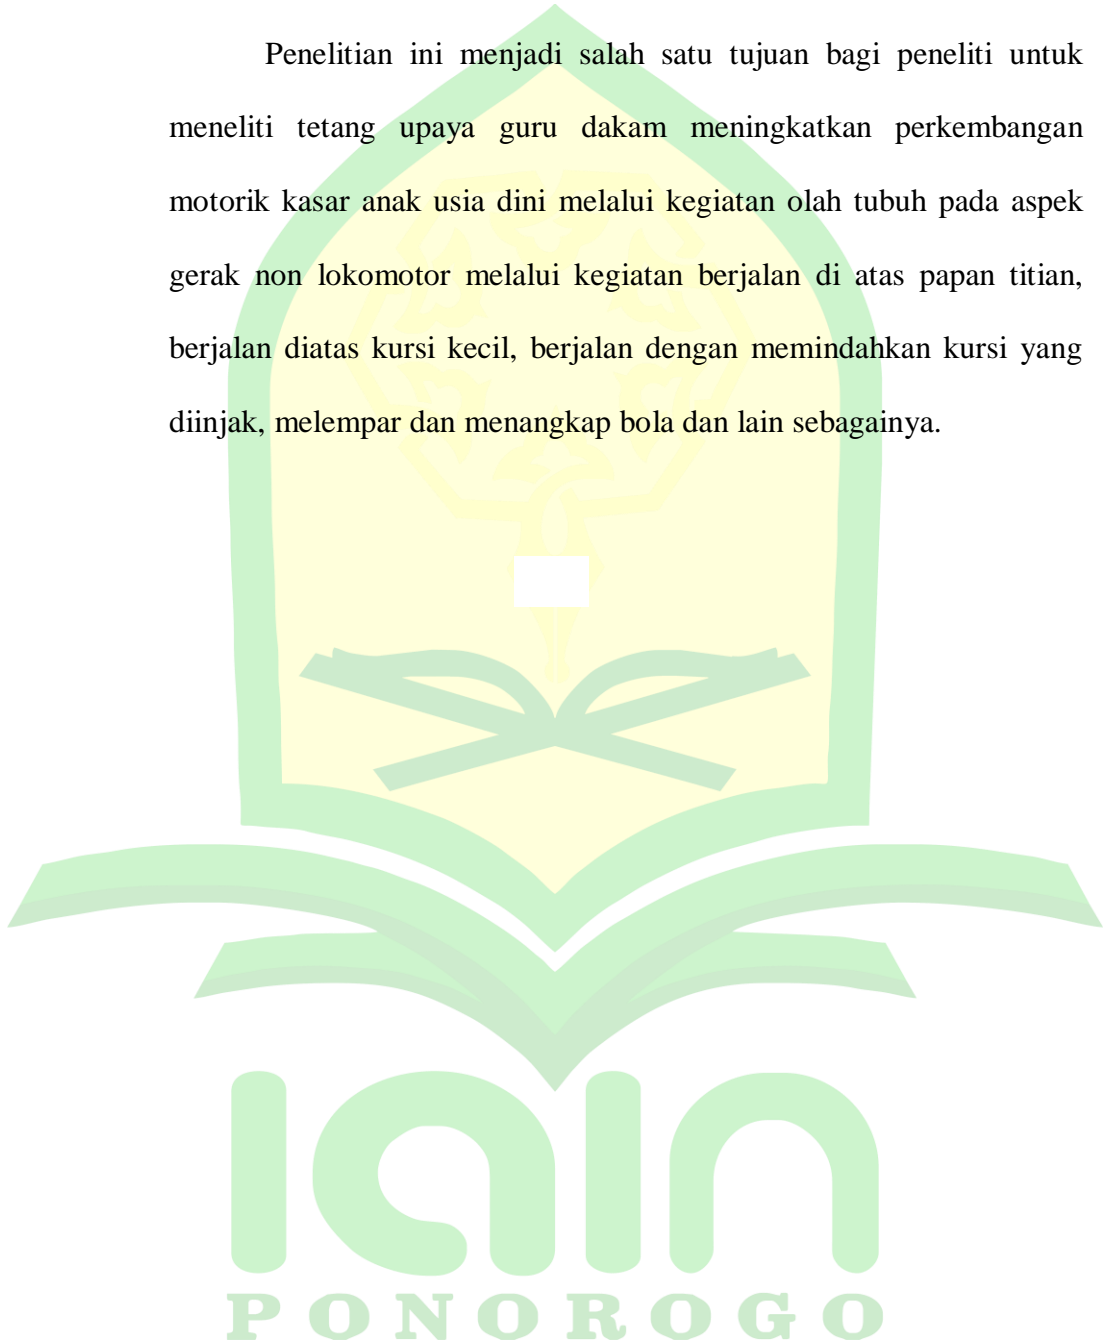 Penelitian ini menjadi salah satu tujuan bagi peneliti untuk
meneliti tetang upaya guru dakam meningkatkan perkembangan
motorik kasar anak usia dini melalui kegiatan olah tubuh pada aspek
gerak non lokomotor melalui kegiatan berjalan di atas papan titian,
berjalan diatas kursi kecil, berjalan dengan memindahkan kursi yang
diinjak, melempar dan menangkap bola dan lain sebagainya.
iain
PONOROGO